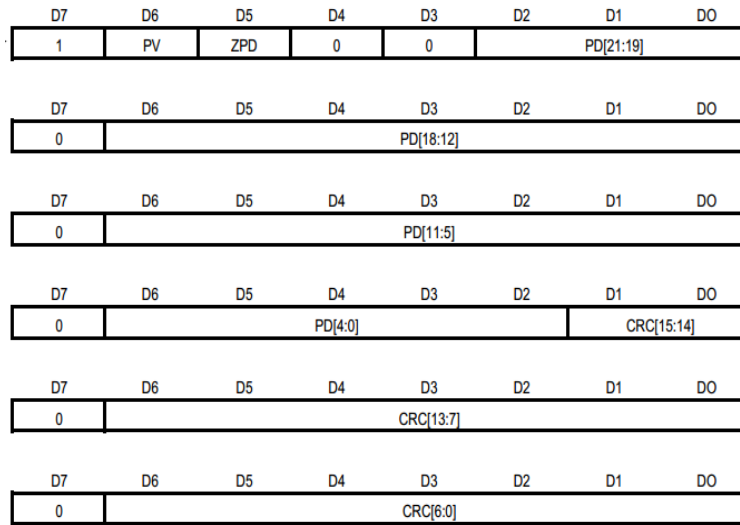 D7 D6 D5 D4 D3 D2 D1 DO
1 PV ZPD 0 0 PD[21:19]
D7 D6 D5 D4 D3 D2 D1 DO
0 PD[18:12]
D7 D6 D5 D4 D3 D2 D1 DO
0 PD[11:5]
D7 D6 D5 D4 D3 D2 D1 DO
0 PD[4:0] CRC[15:14]
D7 D6 D5 D4 D3 D2 D1 DO
0 CRC[13:7]
D7 D6 D5 D4 D3 D2 D1 DO
0 CRC[6:0]